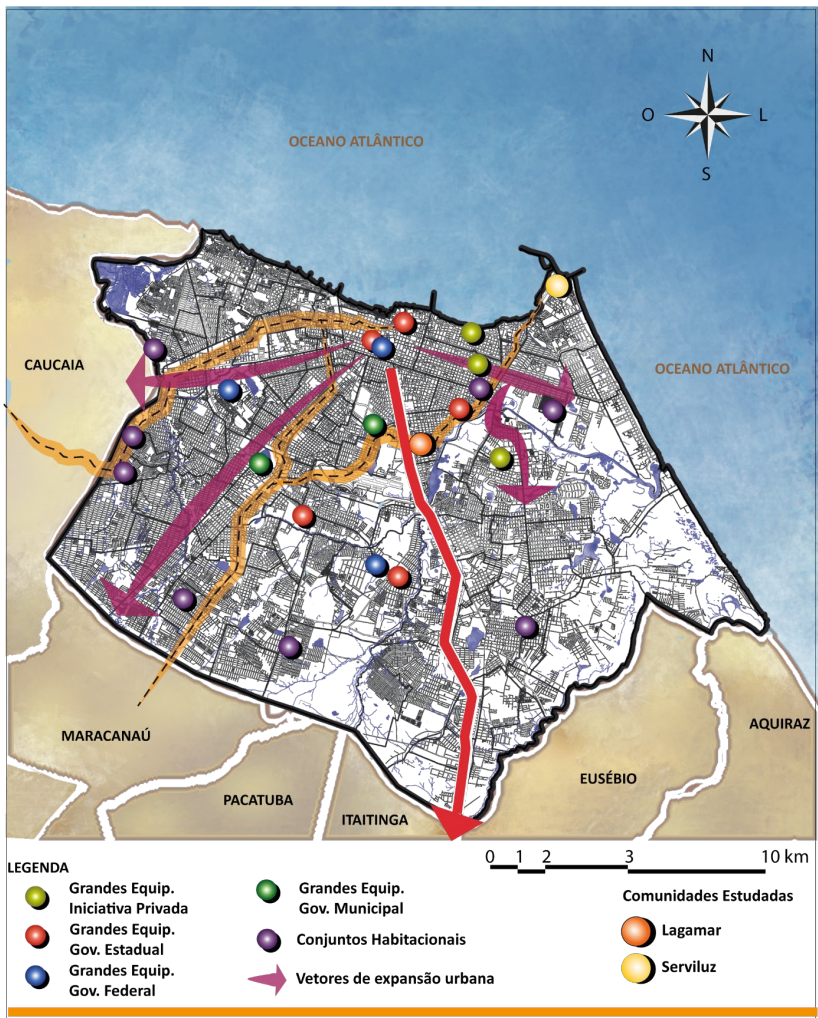 N
O
L
S
OCEANO ATLÂNTICO
CAUCAIA
OCEANO ATLÂNTICO
MARACANAÚ
PACATUBA
ITAITINGA
EUSÉBIO
AQUIRAZ
0 1 2 3 10 km
LEGENDA
Grandes Equip.
Iniciativa Privada
Grandes Equip.
Gov. Estadual
Grandes Equip.
Gov. Federal
Grandes Equip.
Gov. Municipal
Conjuntos Habitacionais
Vetores de expansão urbana
Comunidades Estudadas
Lagamar
Serviluz